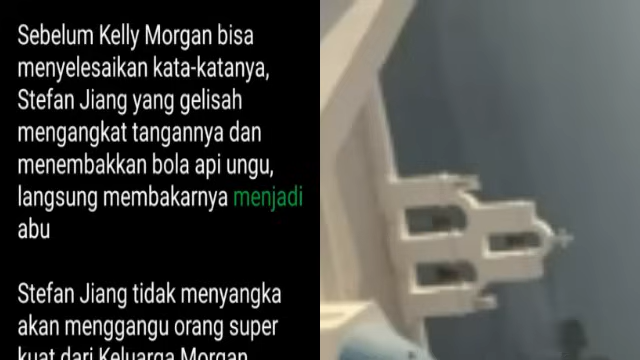 Sebelum Kelly Morgan bisa
menyelesaikan kata-katanya,
Stefan Jiang yang gelisah
mengangkat tangannya dan
menembakkan bola api ungu,
langsung membakarnya menjadi
abu
Stefan Jiang tidak menyangka
akan menggangu orang super
kuat dari Keluarga Morgan